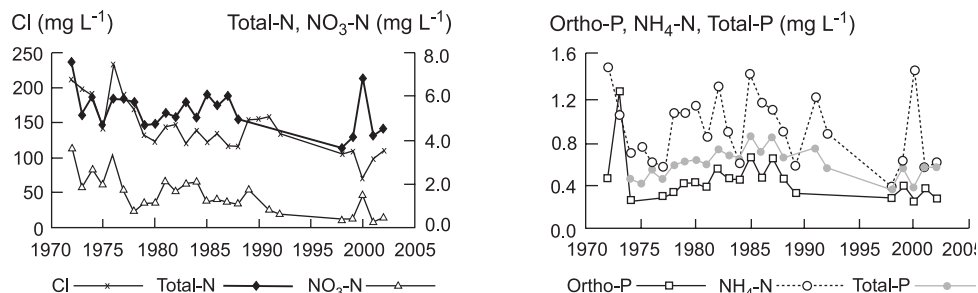 Cl (mg L-1) Total-N, NO3-N (mg L-1)
250 8.0
200 6.0
150 4.0
100 2.0
50 0.0
0
1970 1975 1980 1985 1990 1995 2000 2005
Cl Total-N NO3-N
Ortho-P, NH4-N, Total-P (mg L-1)
1.6
1.2
0.8
0.4
0.0
1970 1975 1980 1985 1990 1995 2000 2005
Ortho-P NH4-N Total-P